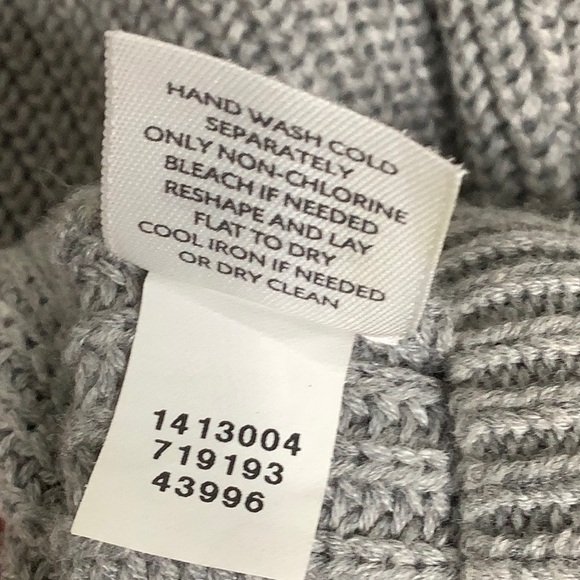 HAND WASH COLD
SEPARATELY
ONLY NON-CHLORINE
BLEACH IF NEEDED
RESHAPE AND LAY
FLAT TO DRY
COOL IRON IF NEEDED
OR DRY CLEAN
1413004
719193
43996